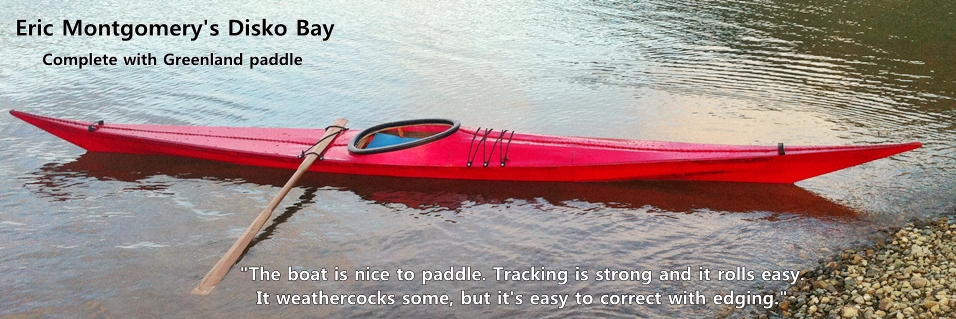 Eric Montgomery's Disko Bay
Complete with Greenland paddle
"The boat is nice to paddle. Tracking is strong and it rolls easy.
It weathercocks some, but it's easy to correct with edging."